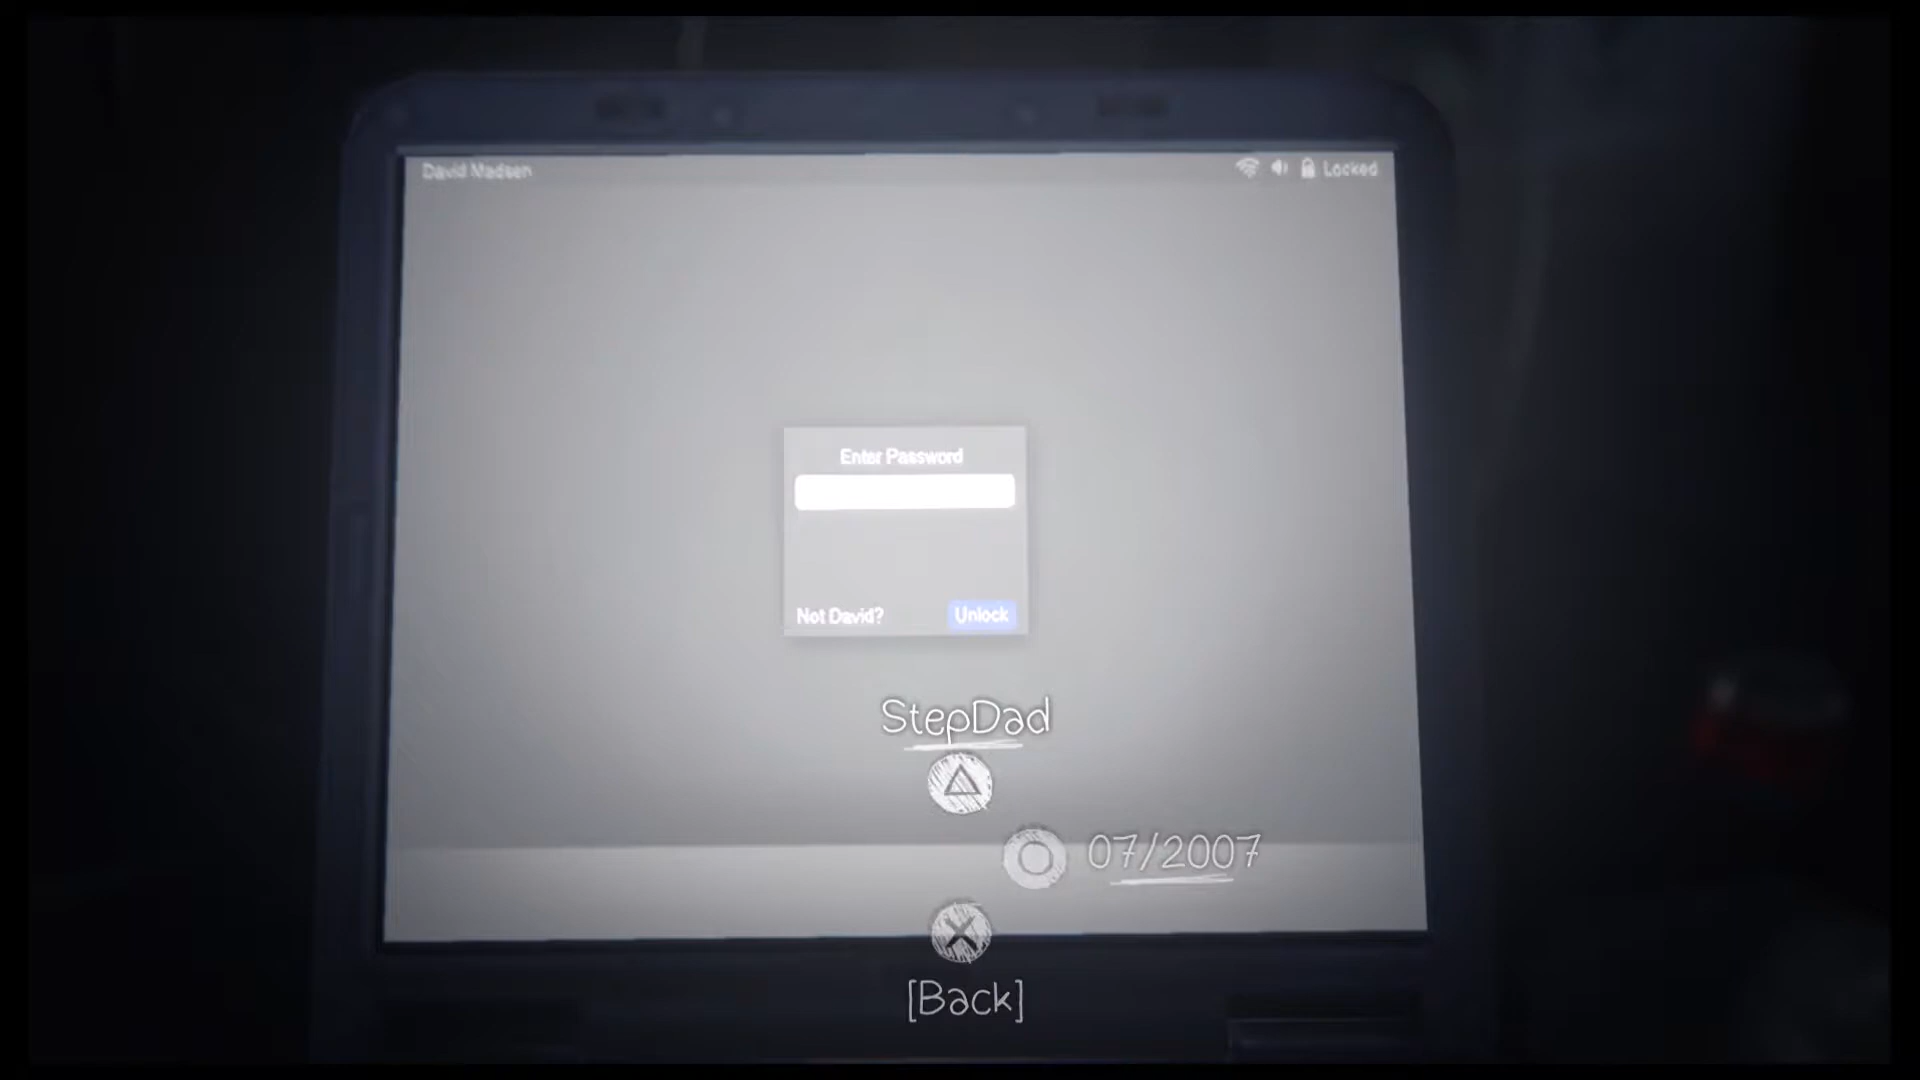 David Madsen
Locked
Enter Password
Not David?
Unlock
StepDad
07/2007
[Back]